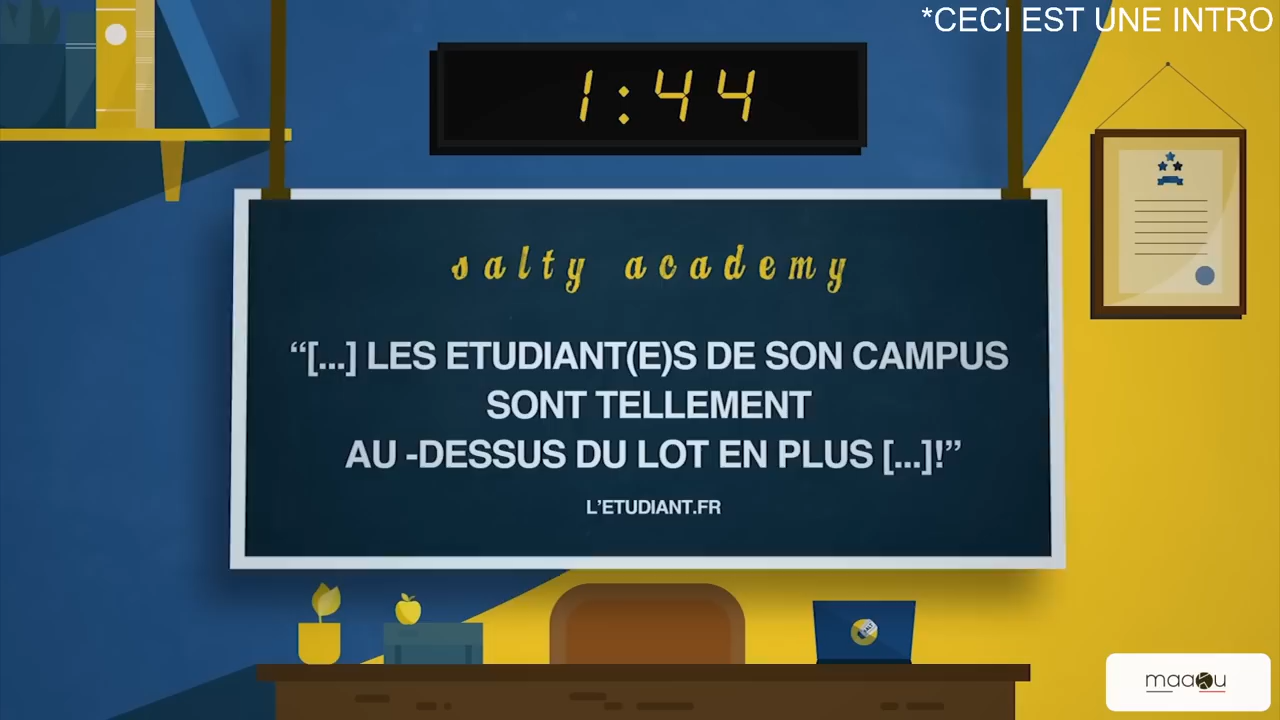 *CECI EST UNE INTRO
1:44
salty academy
“[...] LES ETUDIANT(E)S DE SON CAMPUS
SONT TELLEMENT
AU -DESSUS DU LOT EN PLUS [...]!”
L’ETUDIANT.FR
maaKu